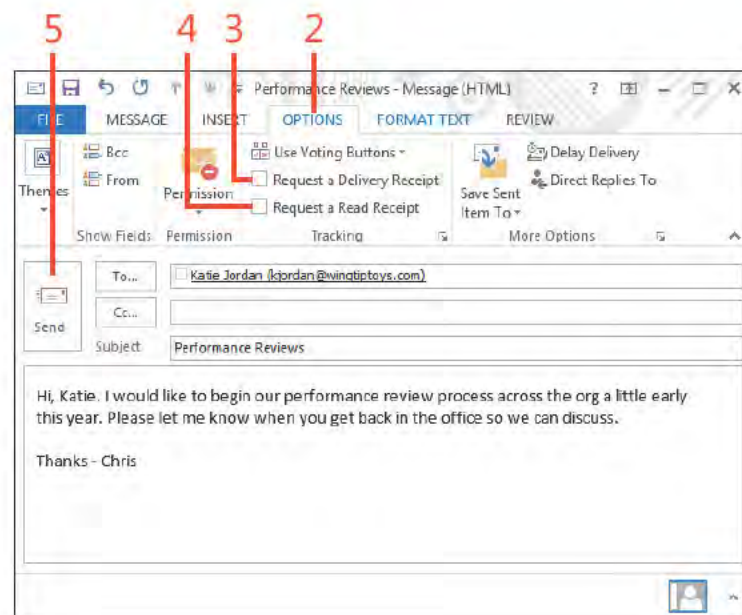 5 4 3 2
Performance Reviews - Message (HTML) ?
FILE MESSAGE INSERT OPTIONS FORMAT TEXT REVIEW
Bcc
From
Themes
Show Fields
Permission
Permission
Use Voting Buttons
Request a Delivery Receipt
Request a Read Receipt
Tracking
Save Sent
Item To
Delay Delivery
Direct Replies To
More Options
Send
To... Katie Jordan (kjordan@wingtiptoys.com)
Cc...
Subject Performance Reviews
Hi, Katie. I would like to begin our performance review process across the org a little early
this year. Please let me know when you get back in the office so we can discuss.
Thanks - Chris